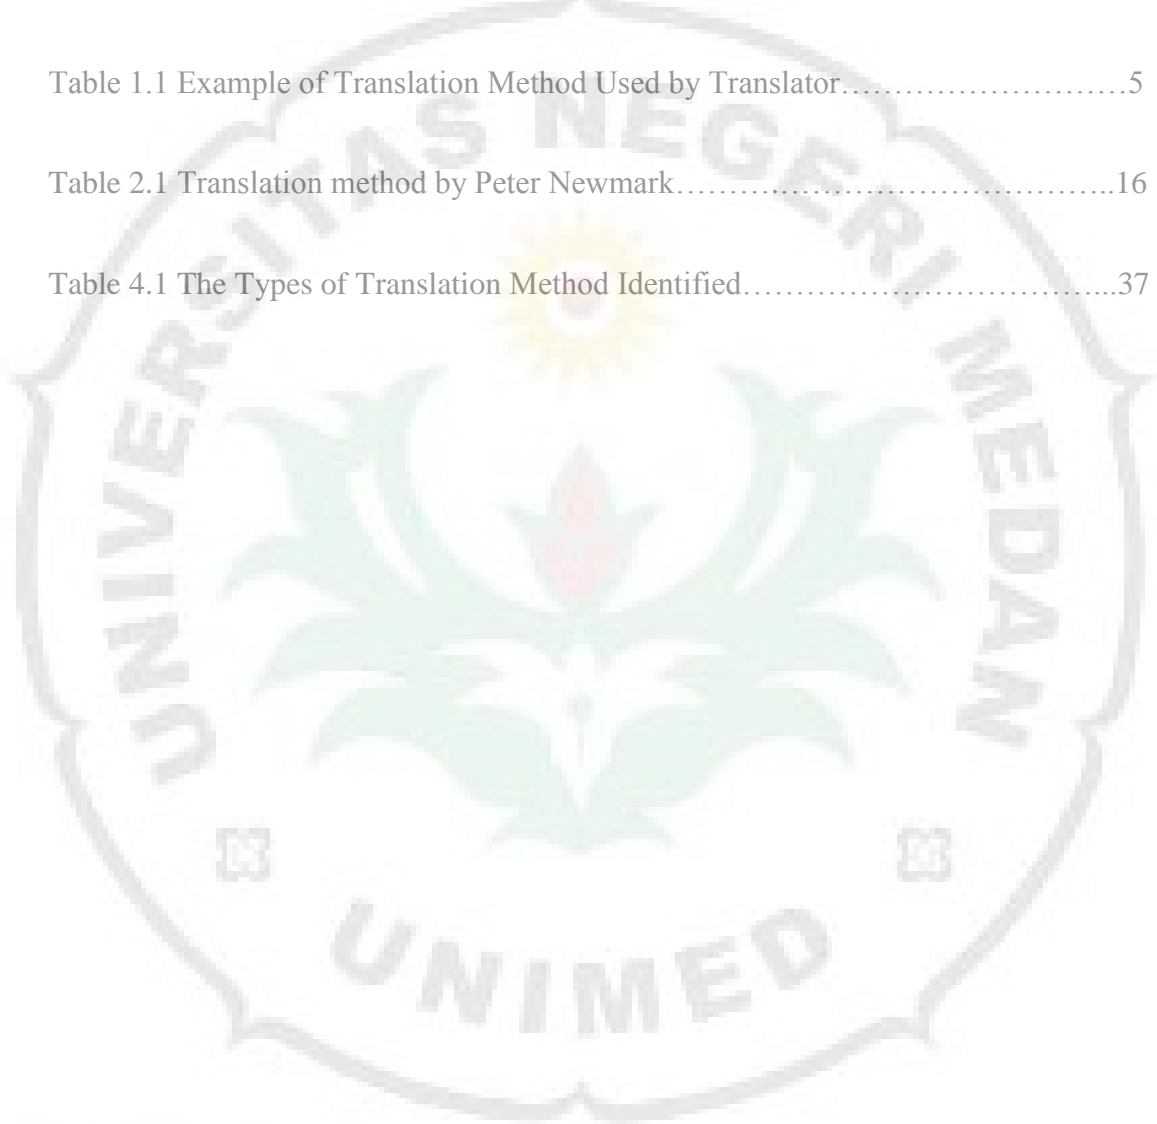 Table 1.1 Example of Translation Method Used by Translator………………………5
Table 2.1 Translation method by Peter Newmark……………………………………..16
Table 4.1 The Types of Translation Method Identified………………………………..37
UNIVERSITAS NEGERI MEDAN
UNIMED